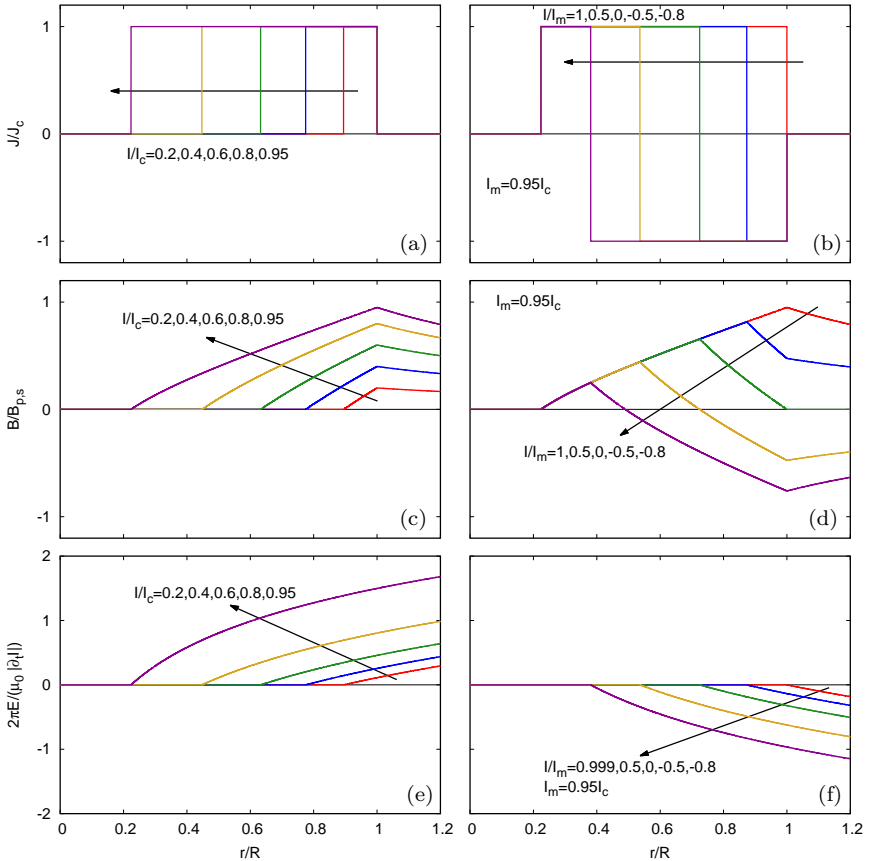 1
0
-1
J/J_c
I/I_c=0.2,0.4,0.6,0.8,0.95
(a)
I/I_m=1,0.5,0,-0.5,-0.8
I_m=0.95I_c
(b)
1
0
-1
B/B_p,s
I/I_c=0.2,0.4,0.6,0.8,0.95
(c)
I_m=0.95I_c
I/I_m=1,0.5,0,-0.5,-0.8
(d)
2
1
0
-1
-2
2πE/(μ_0 |∂_tI|)
I/I_c=0.2,0.4,0.6,0.8,0.95
(e)
I/I_m=0.999,0.5,0,-0.5,-0.8
I_m=0.95I_c
(f)
0 0.2 0.4 0.6 0.8 1 1.2
r/R
0 0.2 0.4 0.6 0.8 1 1.2
r/R